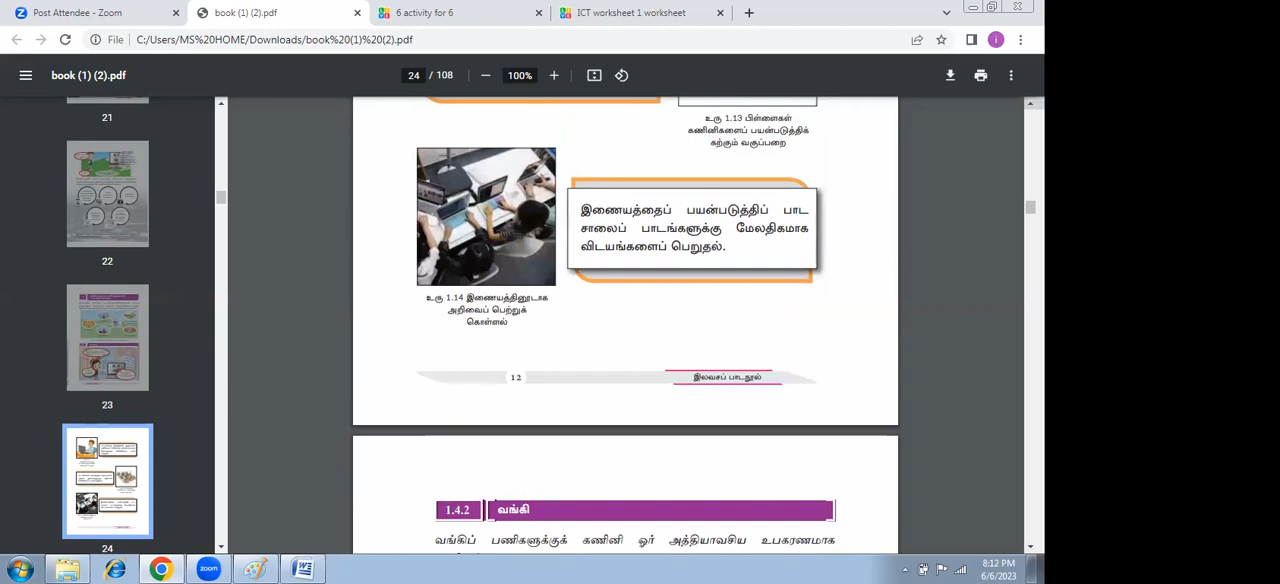 Post Attendee - Zoom
book (1) (2).pdf
6 activity for 6
ICT worksheet 1 worksheet
File
C:/Users/MS%20HOME/Downloads/book%20(1)%20(2).pdf
i
book (1) (2).pdf
24 / 108
100%
21
22
23
24
உரு 1.13 பிள்ளைகள்
கணினிகளைப் பயன்படுத்திக்
கற்கும் வகுப்பறை
இணையத்தைப் பயன்படுத்திப் பாட
சாலைப் பாடங்களுக்கு மேலதிகமாக
விடயங்களைப் பெறுதல்.
உரு 1.14 இணையத்தினூடாக
அறிவைப் பெற்றுக்
கொள்ளல்
12
இலவசப் பாடநூல்
1.4.2 வங்கி
வங்கிப் பணிகளுக்குக் கணினி ஓர் அத்தியாவசிய உபகரணமாக
zoom
8:12 PM
6/6/2023